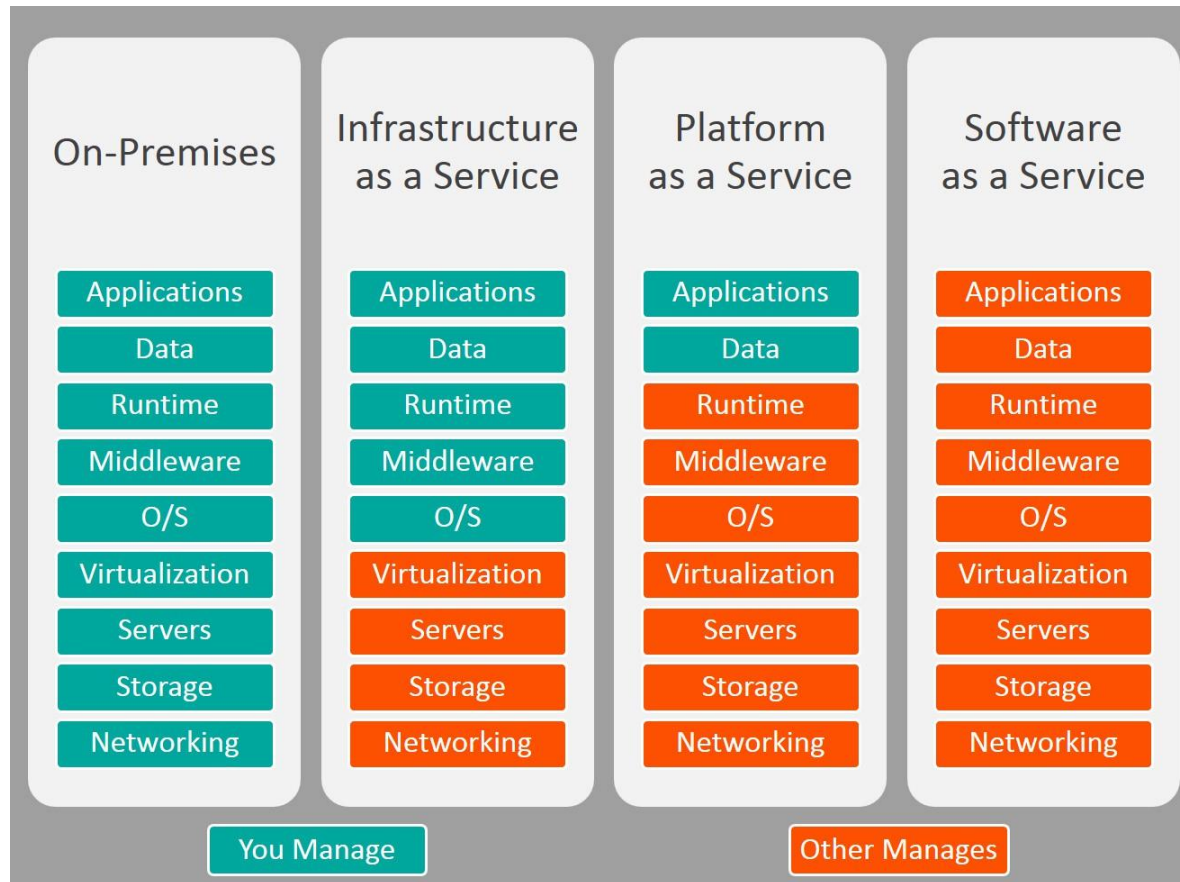 On-Premises
Applications
Data
Runtime
Middleware
O/S
Virtualization
Servers
Storage
Networking
Infrastructure
as a Service
Applications
Data
Runtime
Middleware
O/S
Virtualization
Servers
Storage
Networking
Platform
as a Service
Applications
Data
Runtime
Middleware
O/S
Virtualization
Servers
Storage
Networking
Software
as a Service
Applications
Data
Runtime
Middleware
O/S
Virtualization
Servers
Storage
Networking
You Manage
Other Manages